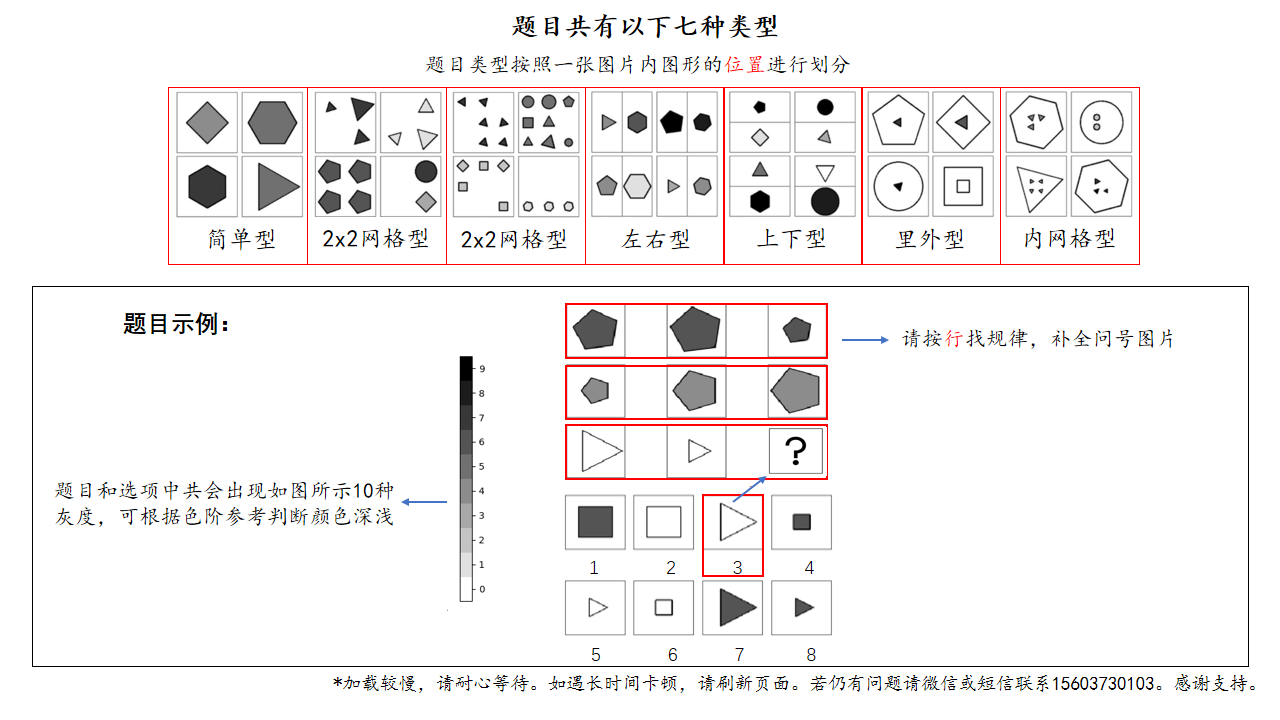 题目共有以下七种类型
题目类型按照一张图片内图形的位置进行划分
简单型
2x2网格型
2x2网格型
左右型
上下型
里外型
内网格型
题目示例：
请按行找规律，补全问号图片
9
8
7
6
5
4
3
2
1
0
题目和选项中共会出现如图所示10种
灰度，可根据色阶参考判断颜色深浅
?
1
2
3
4
5
6
7
8
*加载较慢，请耐心等待。如遇长时间卡顿，请刷新页面。若仍有问题请微信或短信联系15603730103。感谢支持。